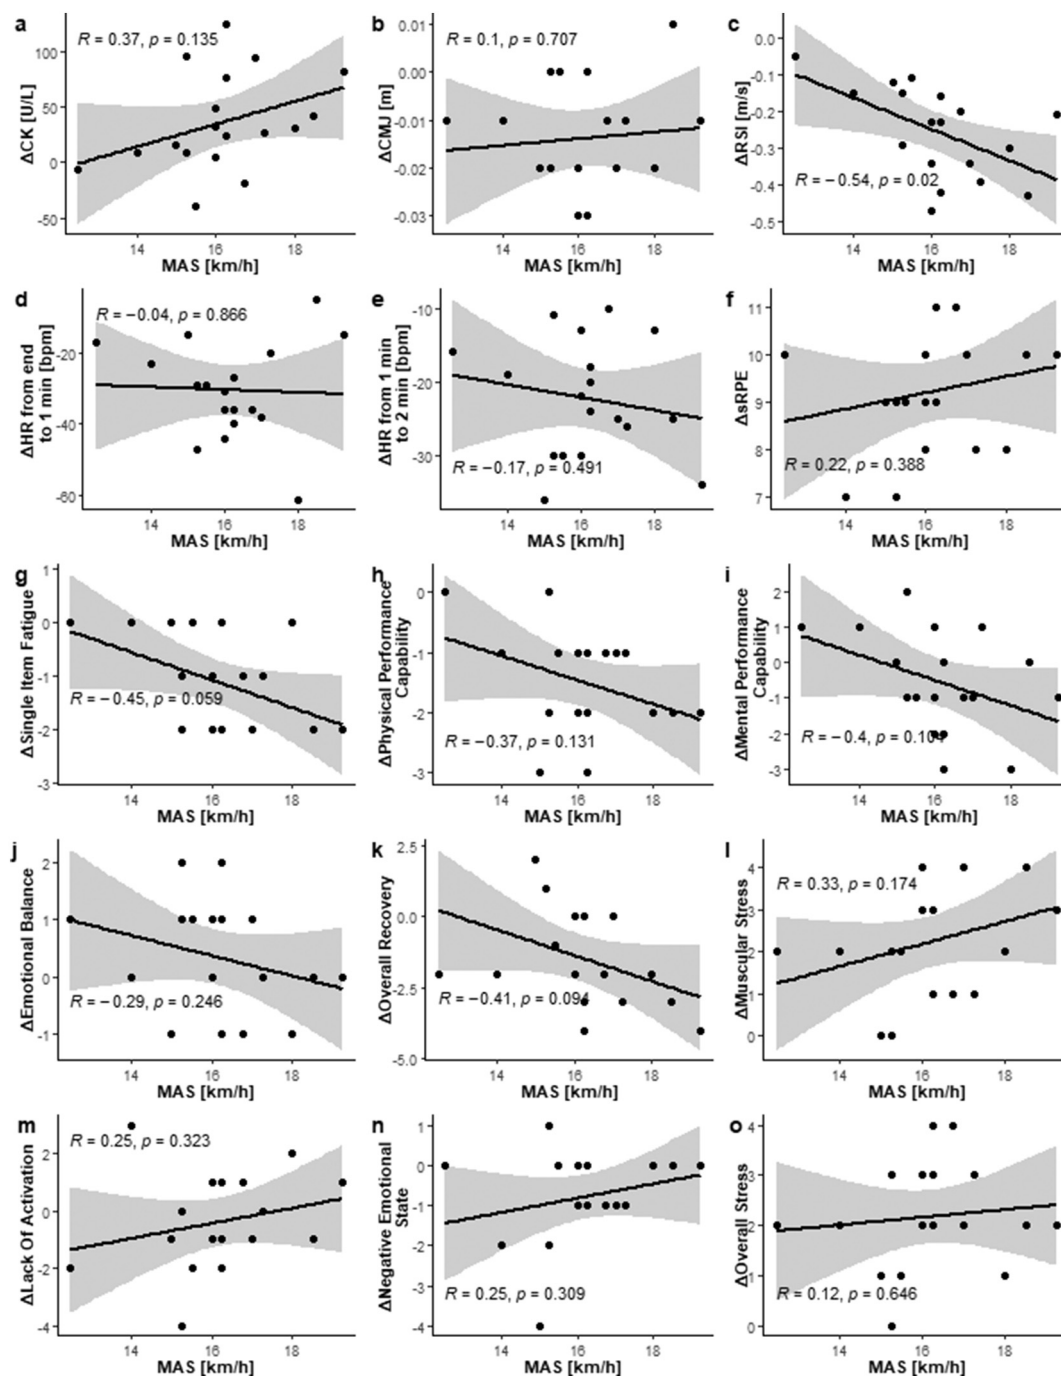 a
R = 0.37, p = 0.135
ΔCK [U/L]
100
50
0
-50
14 16 18
MAS [km/h]
b
R = 0.1, p = 0.707
ΔCMJ [m]
0.01
0.00
-0.01
-0.02
-0.03
14 16 18
MAS [km/h]
c
ΔRSI [m/s]
0.0
-0.1
-0.2
-0.3
-0.4
-0.5
R = −0.54, p = 0.02
14 16 18
MAS [km/h]
d
R = −0.04, p = 0.866
ΔHR from end
to 1 min [bpm]
-20
-40
-60
14 16 18
MAS [km/h]
e
ΔHR from 1 min
to 2 min [bpm]
-10
-20
-30
R = −0.17, p = 0.491
14 16 18
MAS [km/h]
f
ΔsRPE
11
10
9
8
7
R = 0.22, p = 0.388
14 16 18
MAS [km/h]
g
ΔSingle Item Fatigue
1
0
-1
-2
-3
R = −0.45, p = 0.059
14 16 18
MAS [km/h]
h
ΔPhysical Performance
Capability
0
-1
-2
-3
R = −0.37, p = 0.131
14 16 18
MAS [km/h]
i
ΔMental Performance
Capability
2
1
0
-1
-2
-3
R = −0.4, p = 0.104
14 16 18
MAS [km/h]
j
ΔEmotional Balance
2
1
0
-1
R = −0.29, p = 0.246
14 16 18
MAS [km/h]
k
ΔOverall Recovery
2.5
0.0
-2.5
-5.0
R = −0.41, p = 0.094
14 16 18
MAS [km/h]
l
ΔMuscular Stress
4
3
2
1
0
R = 0.33, p = 0.174
14 16 18
MAS [km/h]
m
R = 0.25, p = 0.323
ΔLack Of Activation
2
0
-2
-4
14 16 18
MAS [km/h]
n
ΔNegative Emotional
State
1
0
-1
-2
-3
-4
R = 0.25, p = 0.309
14 16 18
MAS [km/h]
o
ΔOverall Stress
4
3
2
1
0
R = 0.12, p = 0.646
14 16 18
MAS [km/h]